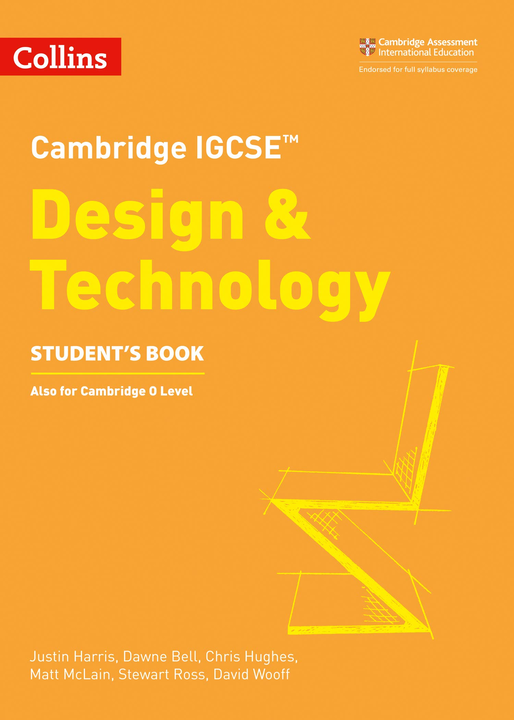 Collins
Cambridge Assessment
International Education
Endorsed for full syllabus coverage
Cambridge IGCSE™
Design &
Technology
STUDENT'S BOOK
Also for Cambridge O Level
Justin Harris, Dawne Bell, Chris Hughes,
Matt McLain, Stewart Ross, David Wooff